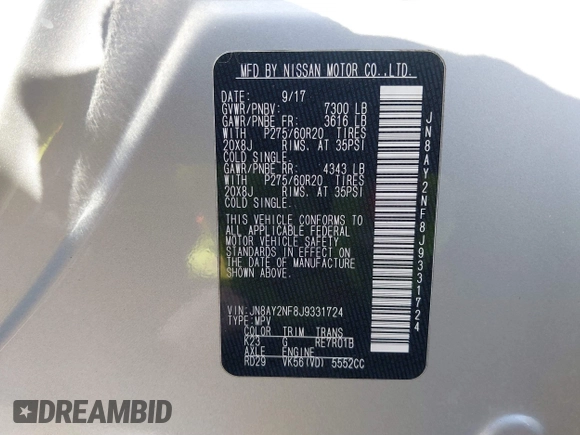 MFD BY NISSAN MOTOR CO.,LTD.
DATE: 9/17
GVWR/PNBV: 7300 LB
GAWR/PNBE FR: 3616 LB
WITH P275/60R20 TIRES
20X8J RIMS. AT 35PSI
COLD SINGLE.
GAWR/PNBE RR: 4343 LB
WITH P275/60R20 TIRES
20X8J RIMS. AT 35PSI
COLD SINGLE.
THIS VEHICLE CONFORMS TO
ALL APPLICABLE FEDERAL
MOTOR VEHICLE SAFETY
STANDARDS IN EFFECT ON
THE DATE OF MANUFACTURE
SHOWN ABOVE.
VIN: JN8AY2NF8J9331724
TYPE: MPV
COLOR TRIM TRANS
K23 G RE7R01B
AXLE ENGINE
RD29 VK56(VD) 5552CC
JN8AY2NF8J9331724
DREAMBID